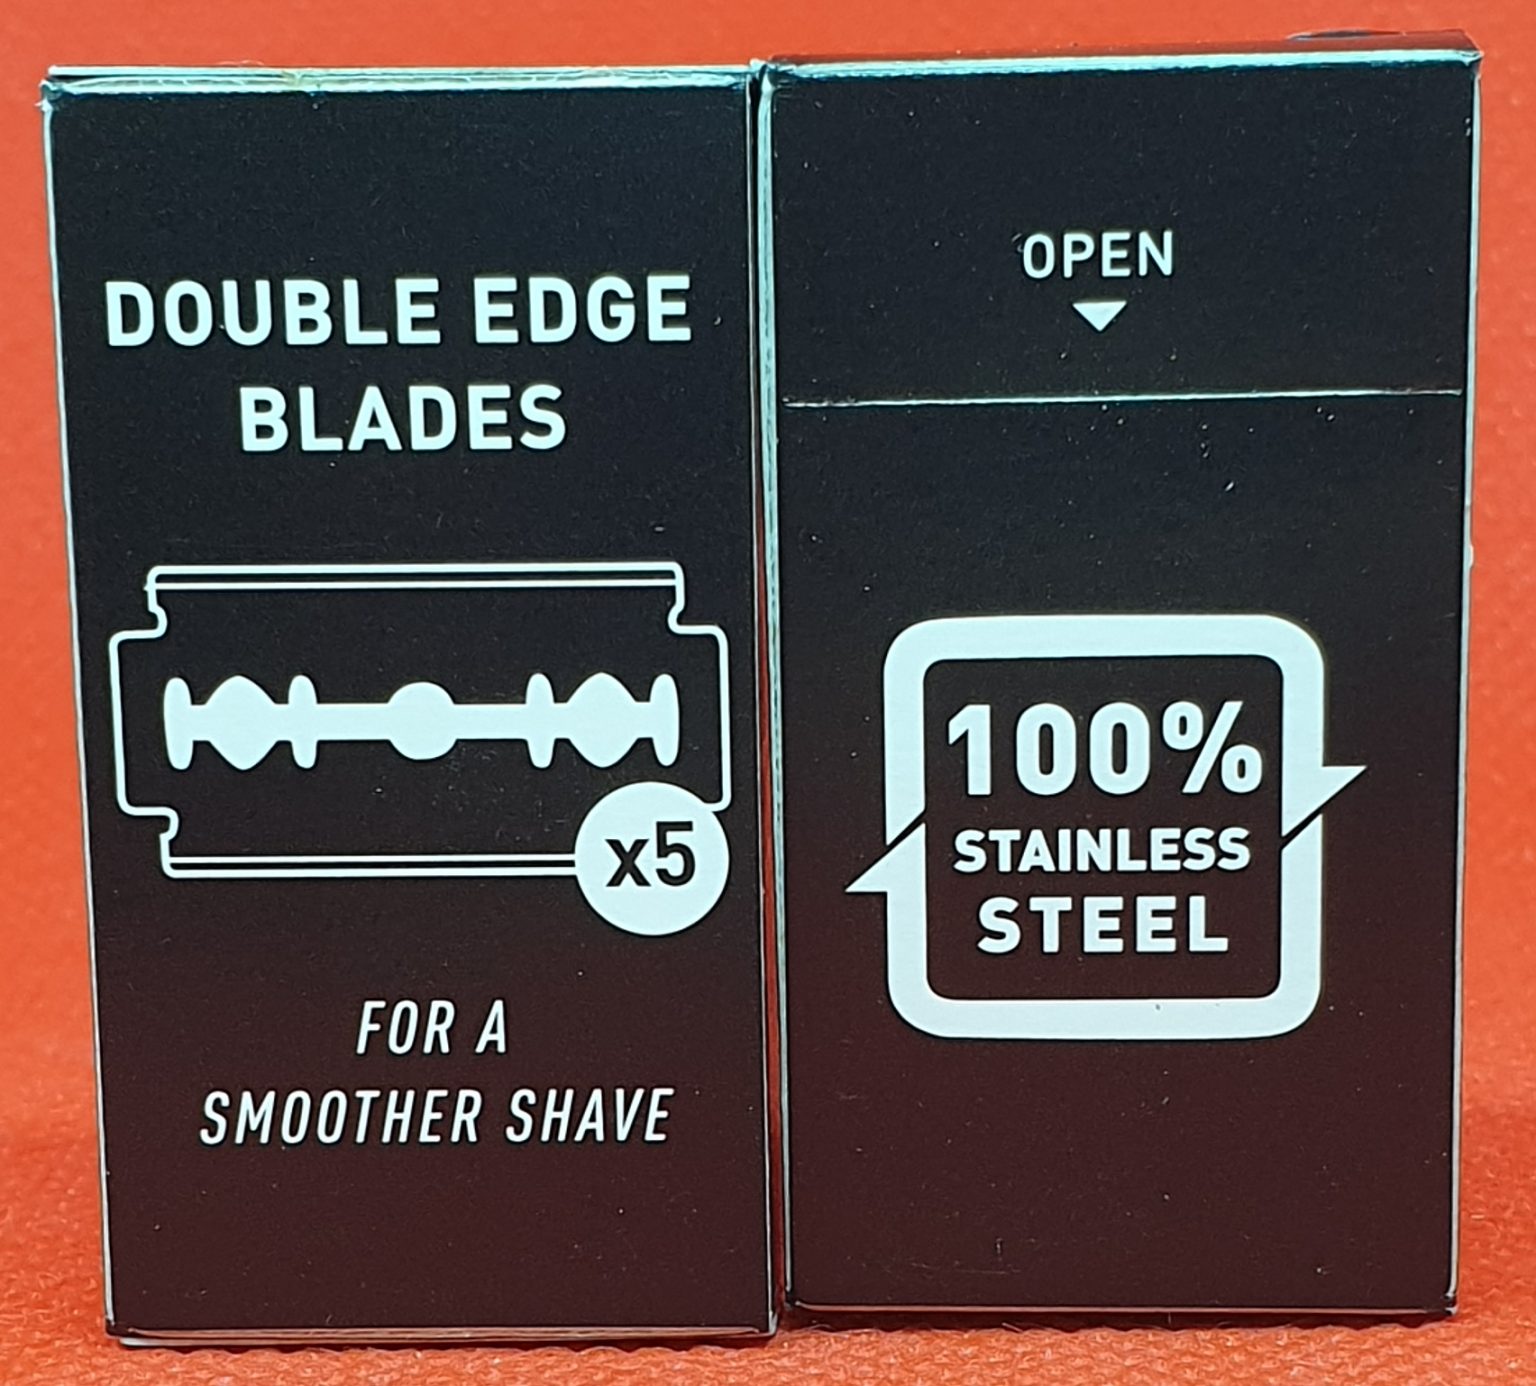 DOUBLE EDGE
BLADES
x5
FOR A
SMOOTHER SHAVE
OPEN
100%
STAINLESS
STEEL